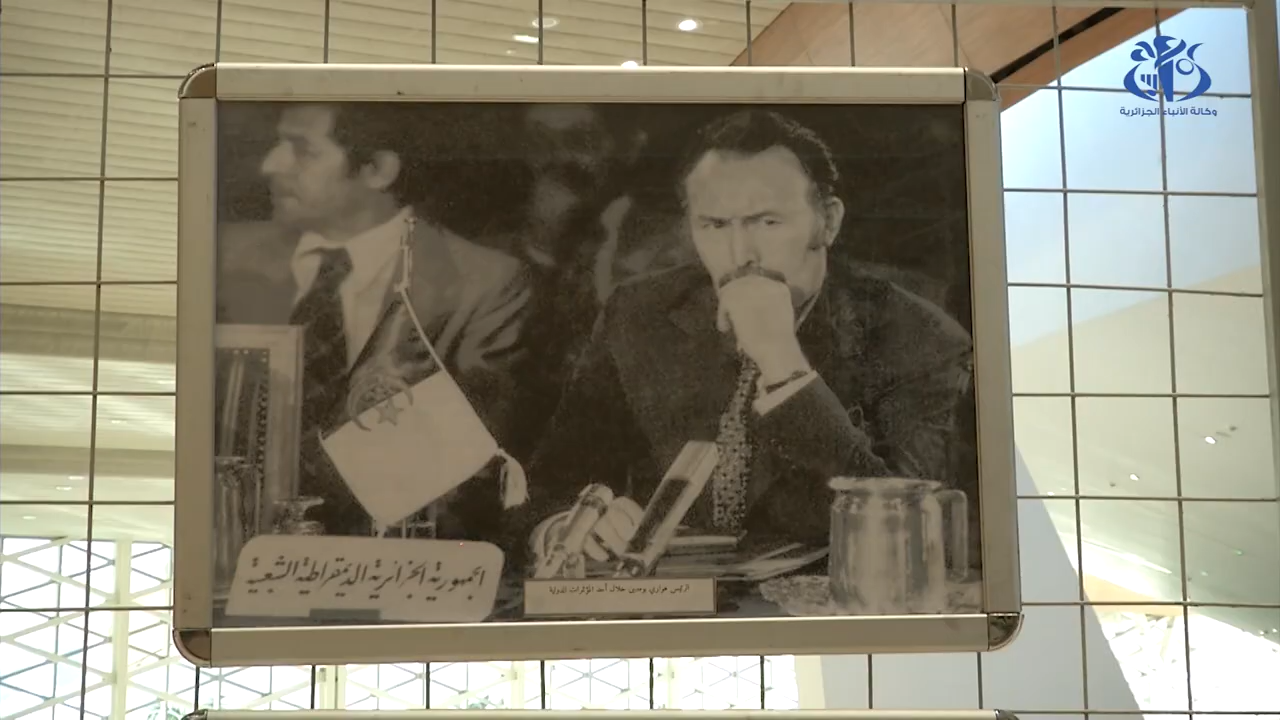 وكالة الأنباء الجزائرية
الجمهورية الجزائرية الديمقراطية الشعبية
الرئيس هواري بومدين خلال أحد المؤتمرات الدولية